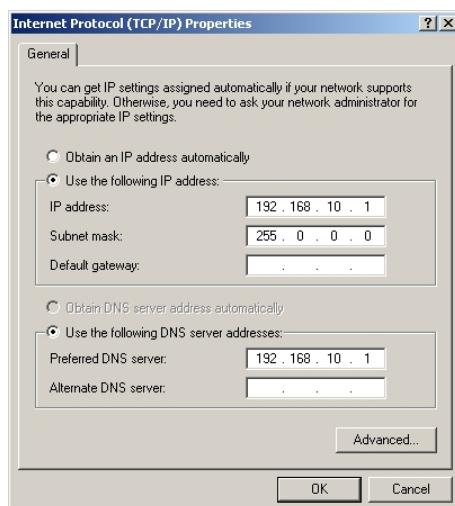 Internet Protocol (TCP/IP) Properties
General
You can get IP settings assigned automatically if your network supports
this capability. Otherwise, you need to ask your network administrator for
the appropriate IP settings.
Obtain an IP address automatically
Use the following IP address:
IP address: 192 . 168 . 10 . 1
Subnet mask: 255 . 0 . 0 . 0
Default gateway: . . .
Obtain DNS server address automatically
Use the following DNS server addresses:
Preferred DNS server: 192 . 168 . 10 . 1
Alternate DNS server: . . .
Advanced...
OK Cancel